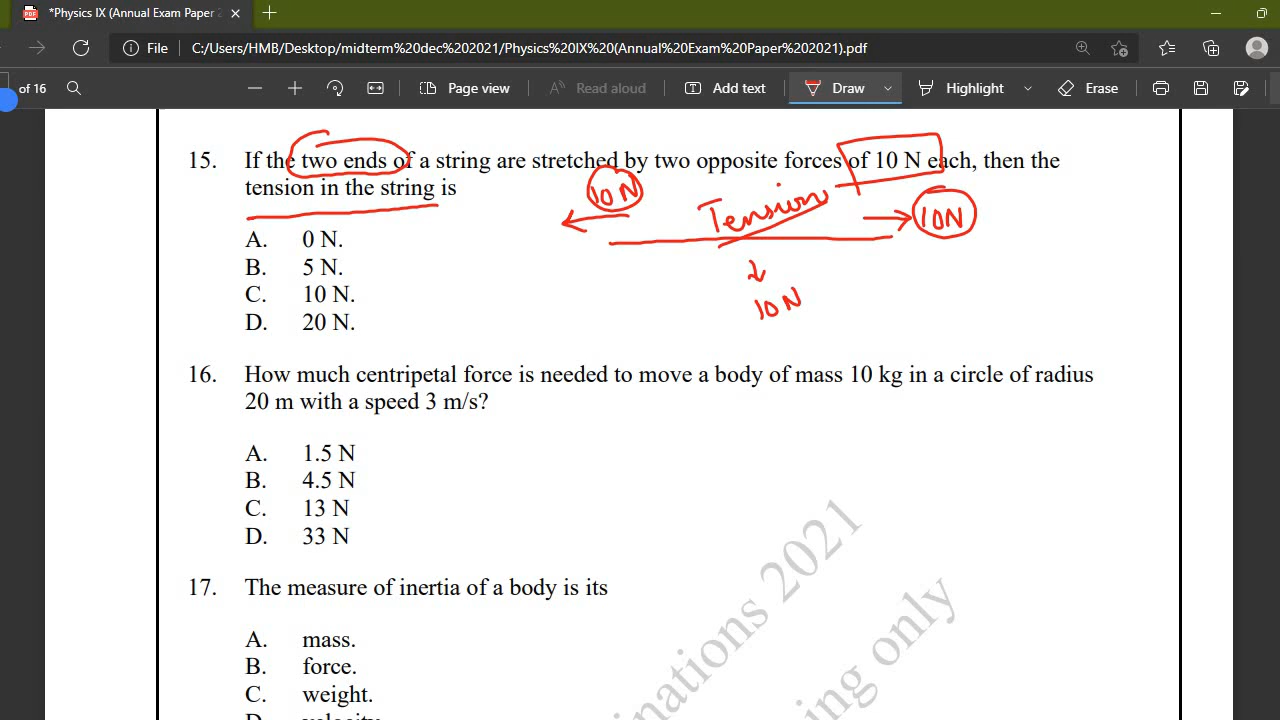 *Physics IX (Annual Exam Paper 2
File
C:/Users/HMB/Desktop/midterm%20dec%202021/Physics%20IX%20(Annual%20Exam%20Paper%202021).pdf
of 16
Page view
Read aloud
Add text
Draw
Highlight
Erase
15. If the two ends of a string are stretched by two opposite forces of 10 N each, then the
tension in the string is
10 N
Tension
10N
10 N
A. 0 N.
B. 5 N.
C. 10 N.
D. 20 N.
16. How much centripetal force is needed to move a body of mass 10 kg in a circle of radius
20 m with a speed 3 m/s?
A. 1.5 N
B. 4.5 N
C. 13 N
D. 33 N
17. The measure of inertia of a body is its
A. mass.
B. force.
C. weight.
D. velocity.
inations 2021
ing only